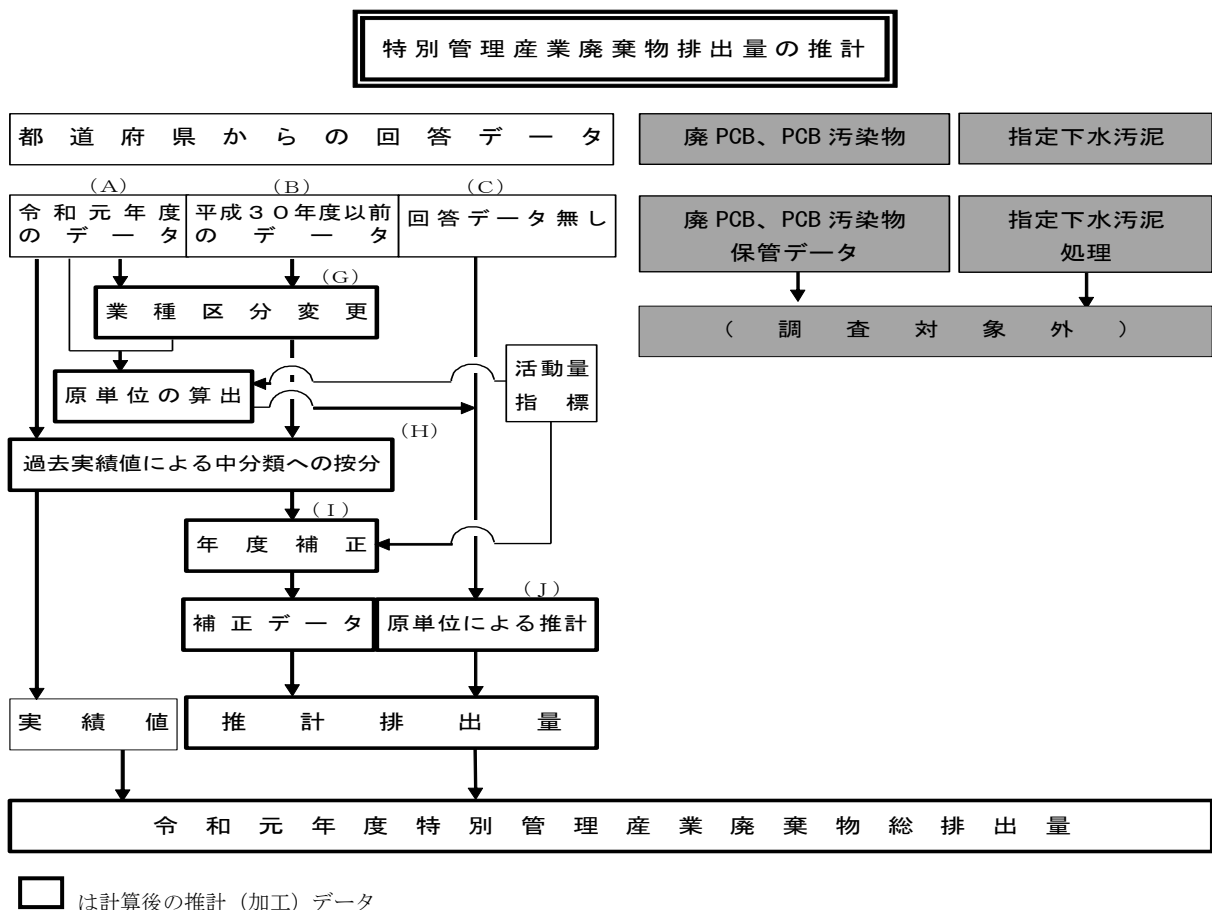 特別管理産業廃棄物排出量の推計
都道府県からの回答データ
廃PCB、PCB汚染物
指定下水汚泥
（A）
（B）
（C）
令和元年度
のデータ
平成３０年度以前
のデータ
回答データ無し
廃PCB、PCB汚染物
保管データ
指定下水汚泥
処理
（G）
業種区分変更
（調査対象外）
原単位の算出
活動量
指標
（H）
過去実績値による中分類への按分
（I）
年度補正
（J）
補正データ
原単位による推計
実績値
推計排出量
令和元年度特別管理産業廃棄物総排出量
は計算後の推計（加工）データ